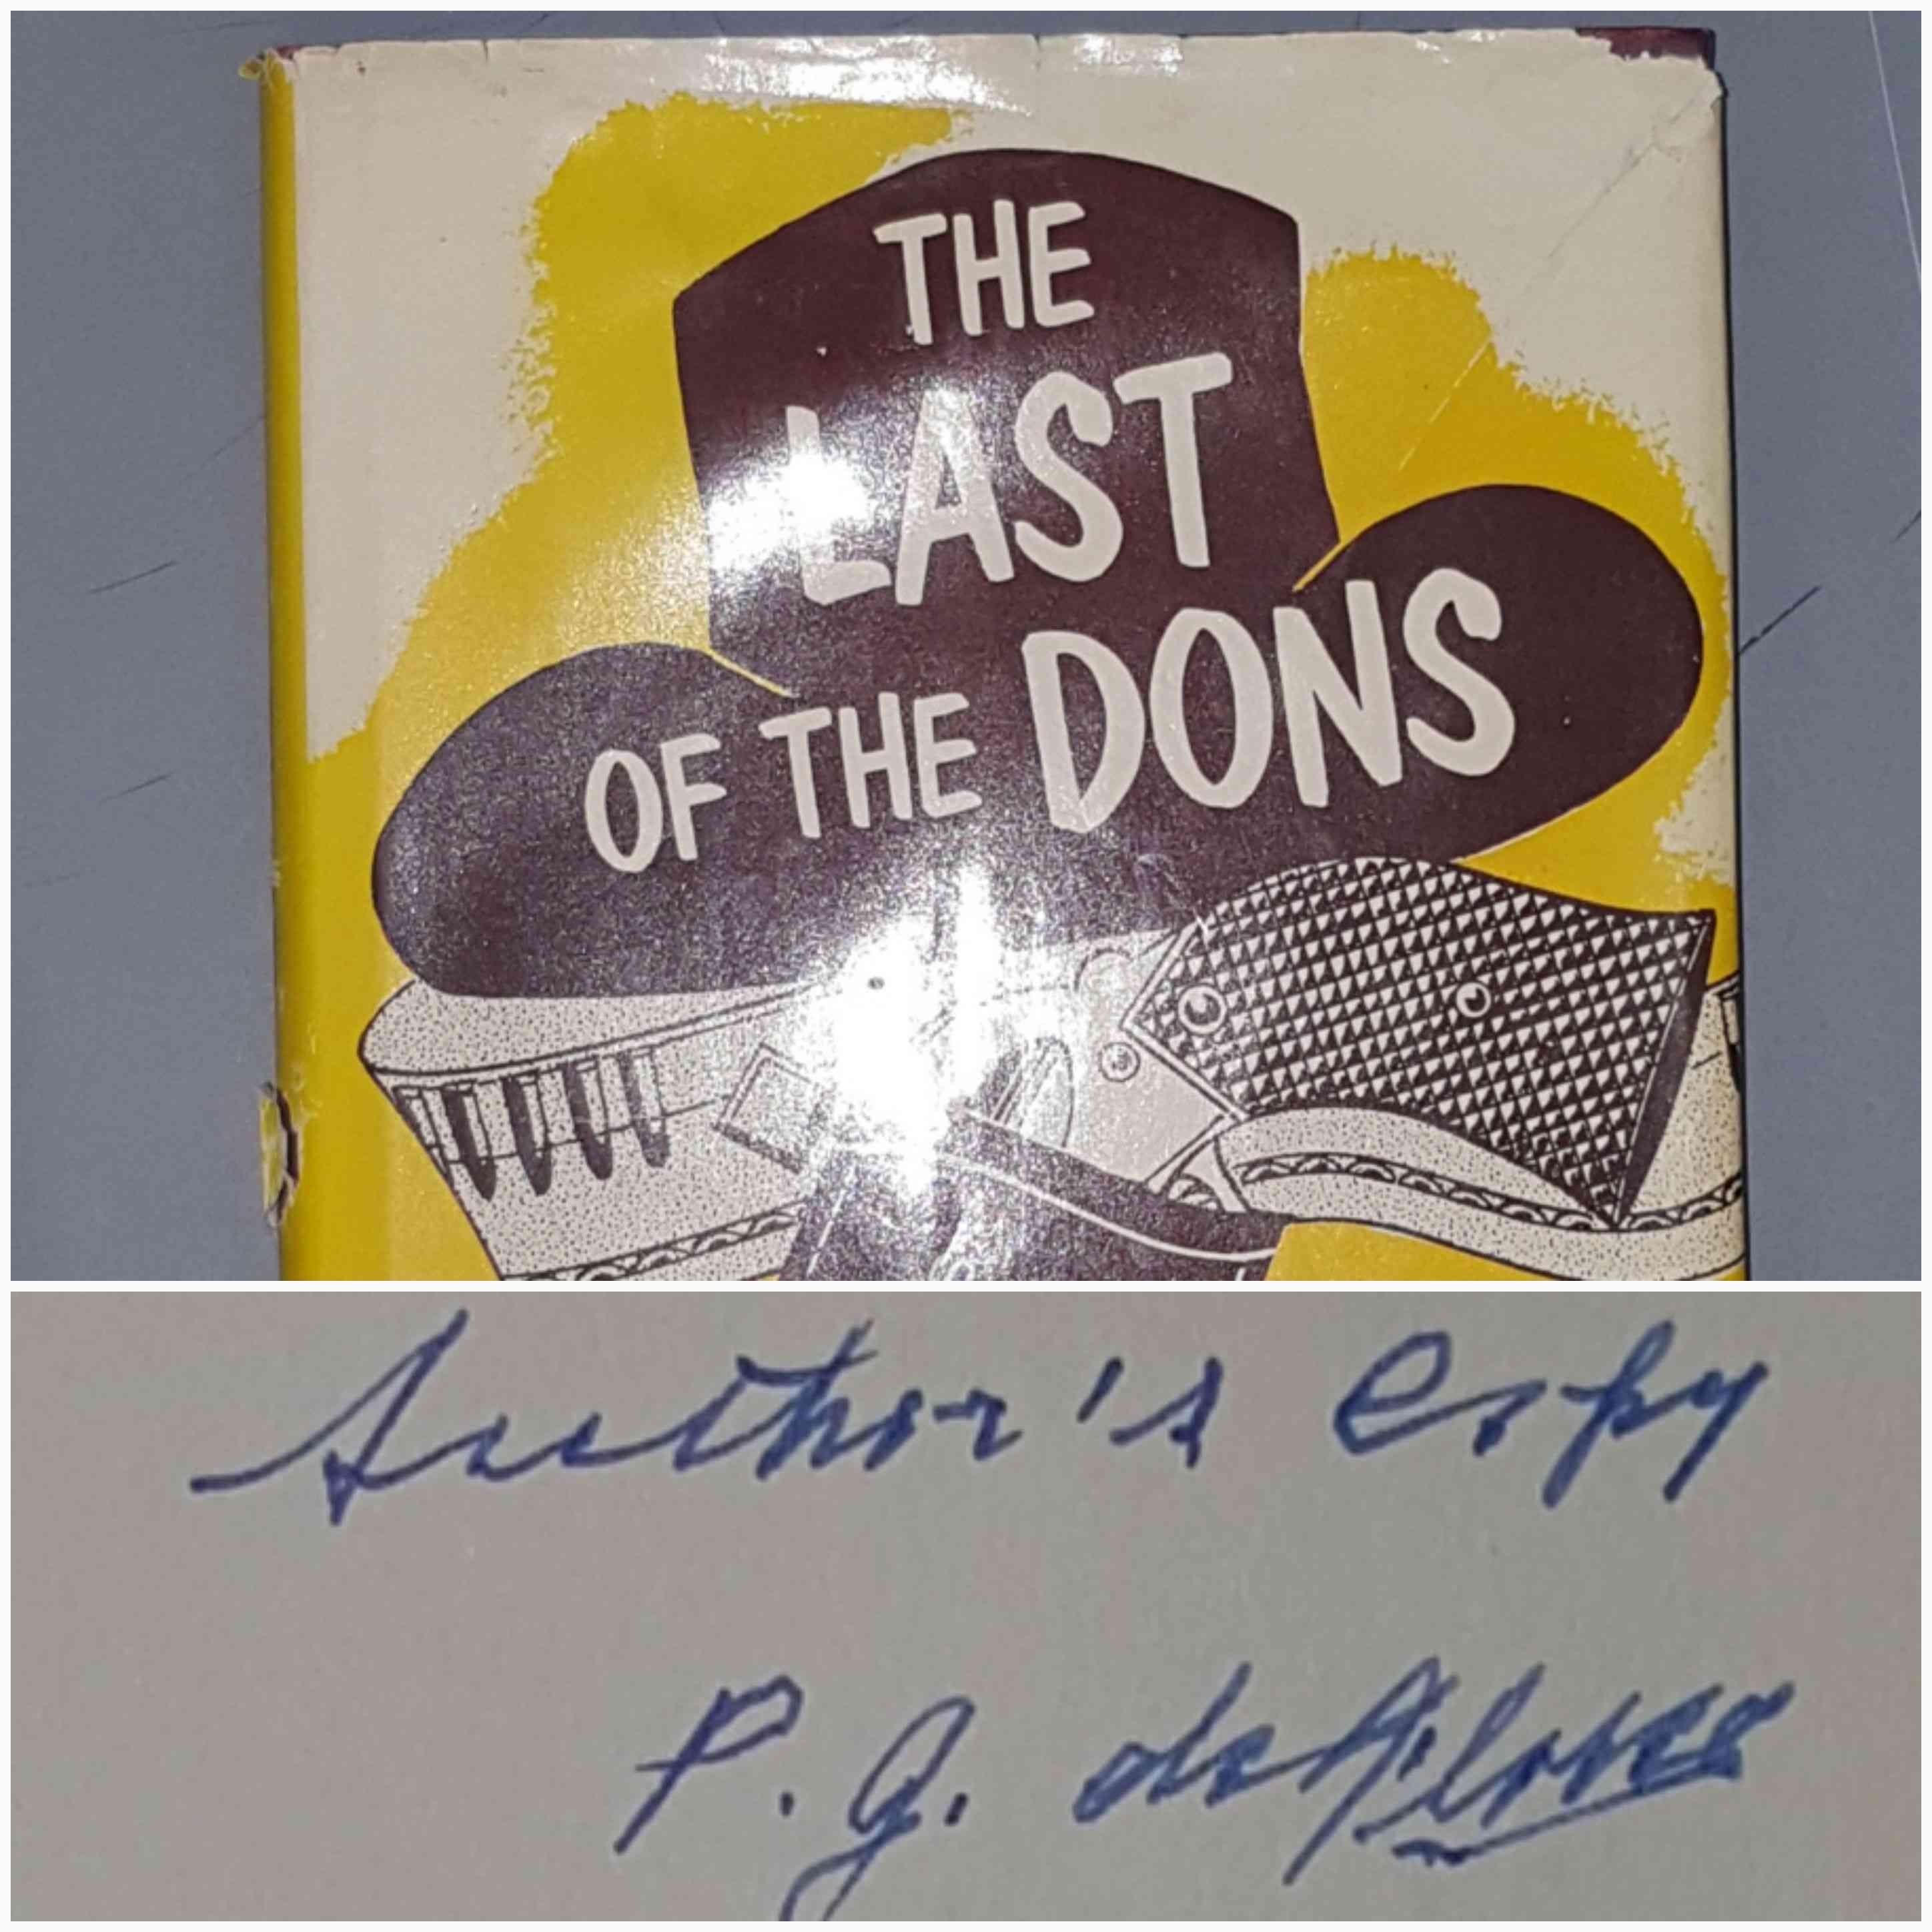 THE
LAST
OF THE DONS
Author's Copy
P. J.